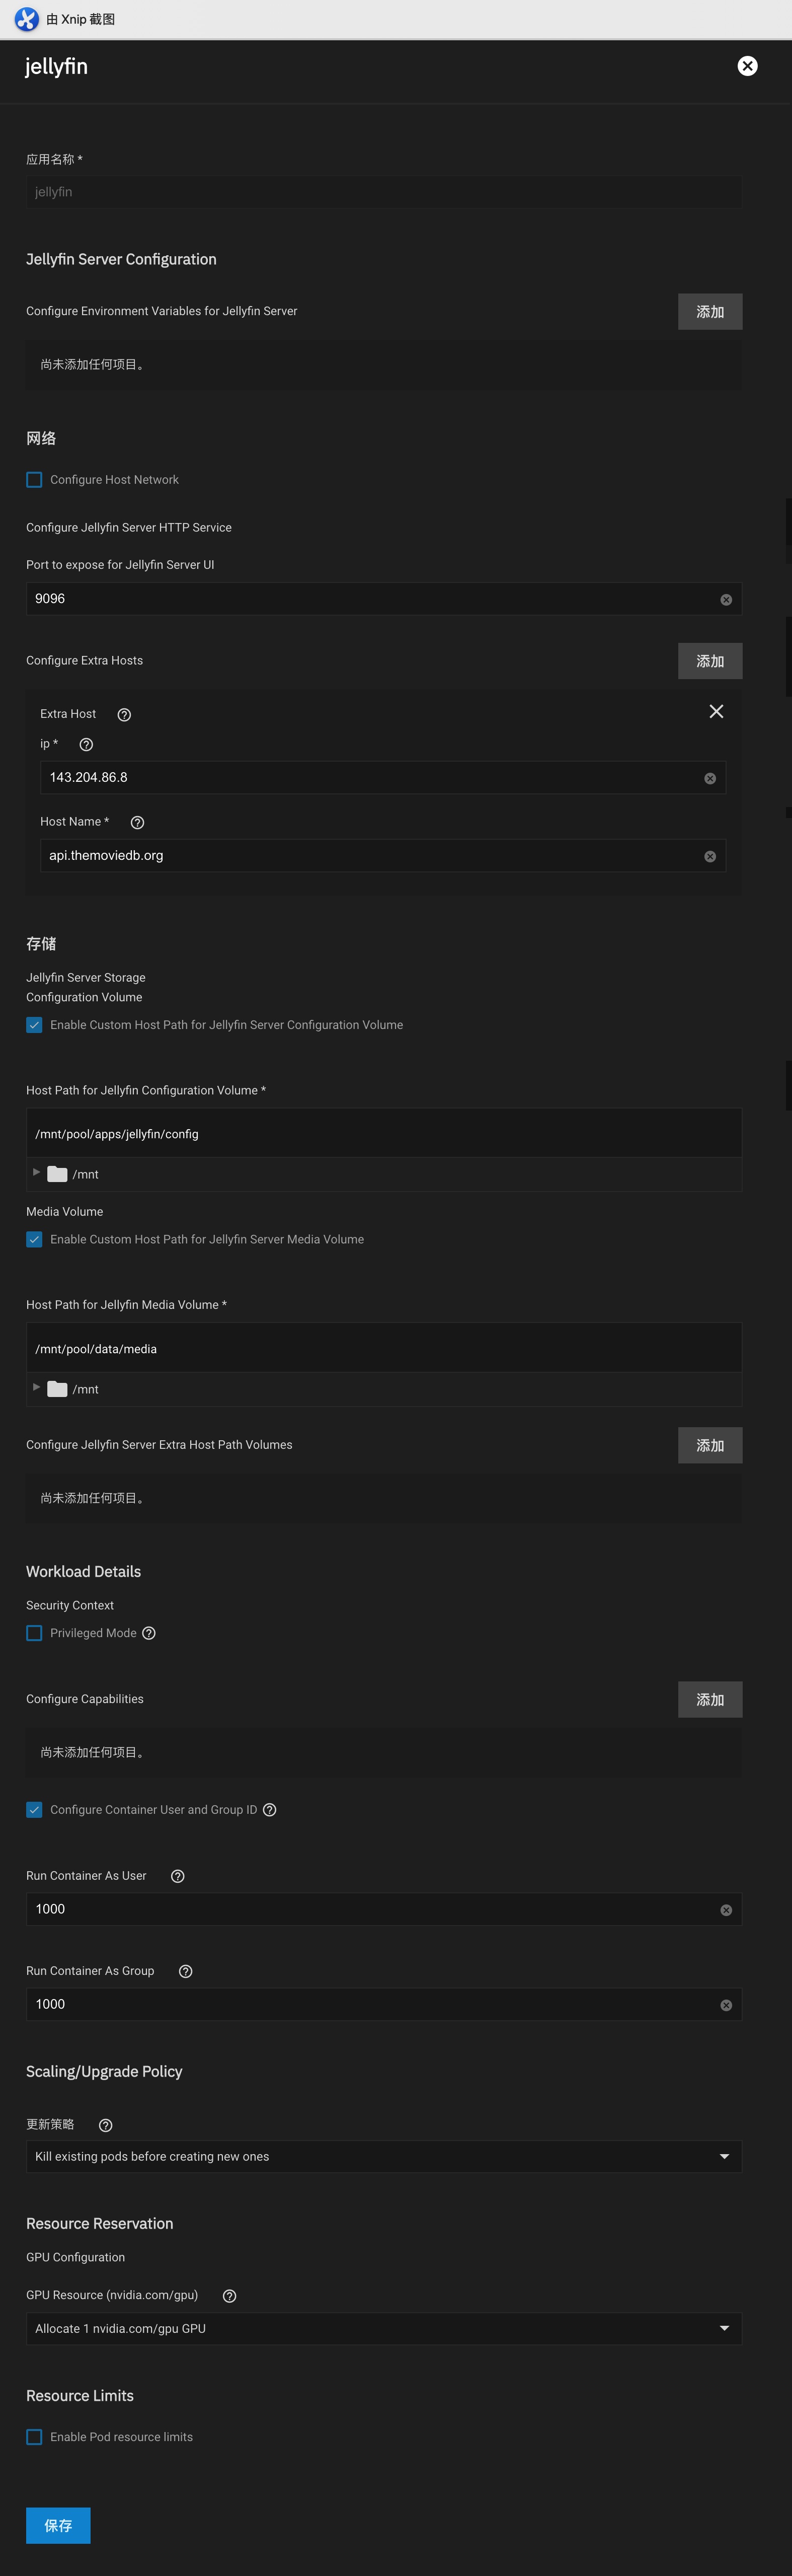 由 Xnip 截图
jellyfin
应用名称 *
jellyfin
Jellyfin Server Configuration
Configure Environment Variables for Jellyfin Server
添加
尚未添加任何项目。
网络
Configure Host Network
Configure Jellyfin Server HTTP Service
Port to expose for Jellyfin Server UI
9096
Configure Extra Hosts
添加
Extra Host
ip *
143.204.86.8
Host Name *
api.themoviedb.org
存储
Jellyfin Server Storage
Configuration Volume
Enable Custom Host Path for Jellyfin Server Configuration Volume
Host Path for Jellyfin Configuration Volume *
/mnt/pool/apps/jellyfin/config
/mnt
Media Volume
Enable Custom Host Path for Jellyfin Server Media Volume
Host Path for Jellyfin Media Volume *
/mnt/pool/data/media
/mnt
Configure Jellyfin Server Extra Host Path Volumes
添加
尚未添加任何项目。
Workload Details
Security Context
Privileged Mode
Configure Capabilities
添加
尚未添加任何项目。
Configure Container User and Group ID
Run Container As User
1000
Run Container As Group
1000
Scaling/Upgrade Policy
更新策略
Kill existing pods before creating new ones
Resource Reservation
GPU Configuration
GPU Resource (nvidia.com/gpu)
Allocate 1 nvidia.com/gpu GPU
Resource Limits
Enable Pod resource limits
保存